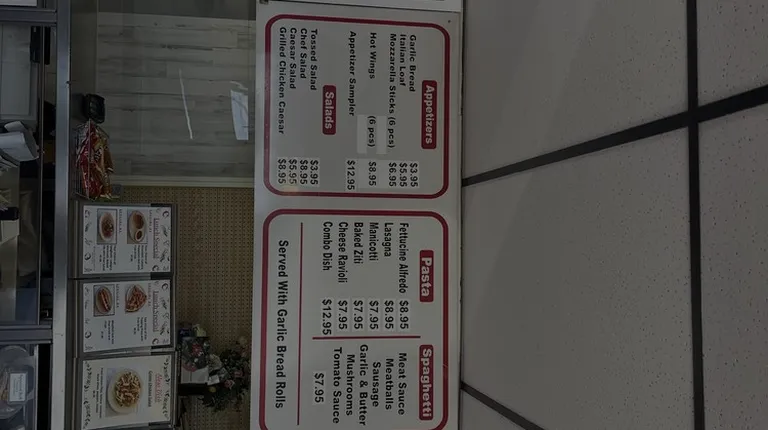 Appetizers
Garlic Bread $3.95
Italian Loaf $5.95
Mozzarella Sticks (6 pcs) $6.95
Hot Wings (6 pcs) $8.95
Appetizer Sampler $12.95
Salads
Tossed Salad $3.95
Chef Salad $8.95
Caesar Salad $5.95
Grilled Chicken Caesar $8.95
Pasta
Fettucine Alfredo $8.95
Lasagna $8.95
Manicotti $7.95
Baked Ziti $7.95
Cheese Ravioli $7.95
Combo Dish $12.95
Spaghetti
Meat Sauce
Meatballs
Sausage
Garlic & Butter
Mushrooms
Tomato Sauce
$7.95
Served With Garlic Bread Rolls
Lunch Special
Lunch Special